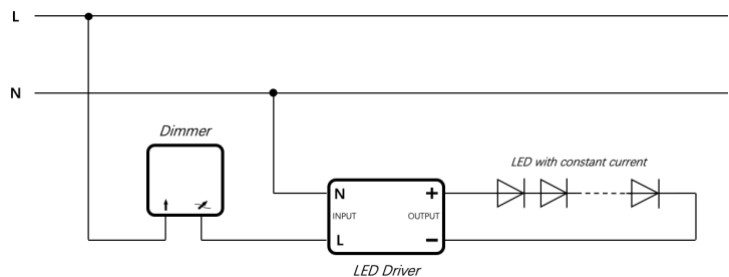 L
N
Dimmer
LED with constant current
N +
INPUT OUTPUT
L −
LED Driver